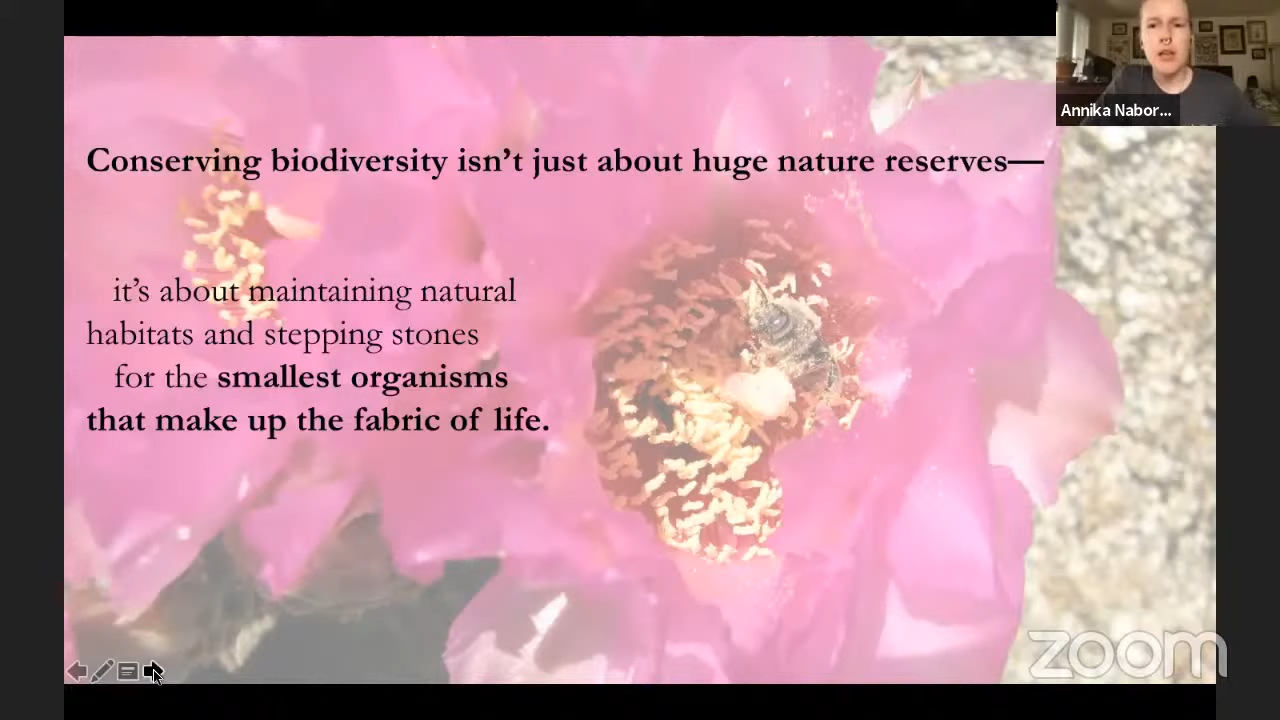 Annika Nabor...
Conserving biodiversity isn’t just about huge nature reserves—
it’s about maintaining natural
habitats and stepping stones
for the smallest organisms
that make up the fabric of life.
zoom